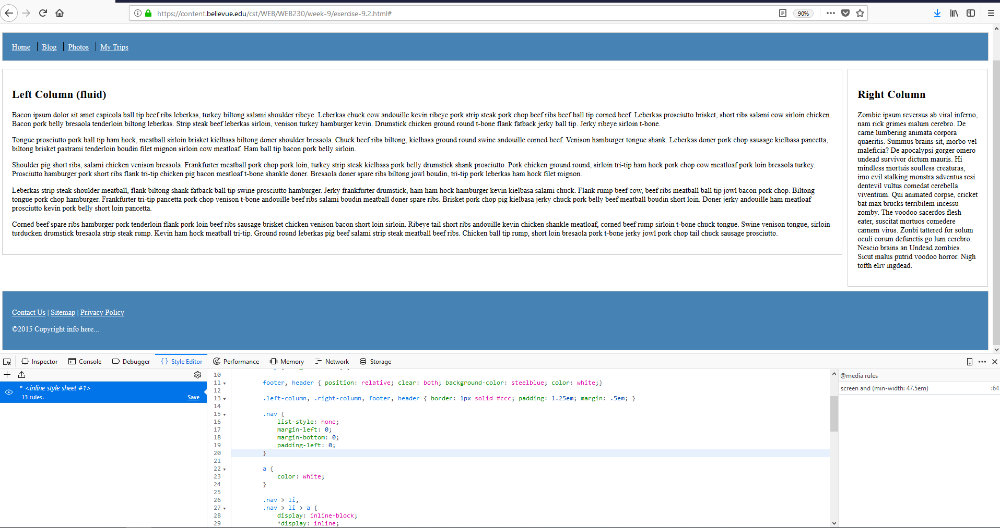 https://content.bellevue.edu/cst/WEB/WEB230/week-9/exercise-9.2.html#
90%
Home Blog Photos My Trips
Left Column (fluid)
Bacon ipsum dolor sit amet capicola ball tip beef ribs leberkas, turkey biltong salami shoulder ribeye. Leberkas chuck cow andouille kevin ribeye pork strip steak pork chop beef ribs beef ball tip corned beef. Leberkas prosciutto brisket, short ribs salami cow sirloin chicken.
Bacon pork belly bresaola tenderloin biltong leberkas. Strip steak beef leberkas sirloin, venison turkey hamburger kevin. Drumstick chicken ground round t-bone flank fatback jerky ball tip. Jerky ribeye sirloin t-bone.
Tongue prosciutto pork ball tip ham hock, meatball sirloin brisket kielbasa biltong doner shoulder bresaola. Chuck beef ribs biltong, kielbasa ground round swine andouille corned beef. Venison hamburger tongue shank. Leberkas doner pork chop sausage kielbasa pancetta,
biltong brisket pastrami tenderloin boudin filet mignon sirloin cow meatloaf. Ham ball tip bacon pork belly sirloin.
Shoulder pig short ribs, salami chicken venison bresaola. Frankfurter meatball pork chop pork loin, turkey strip steak kielbasa pork belly drumstick shank prosciutto. Pork chicken ground round, sirloin tri-tip ham hock pork chop cow meatloaf pork loin bresaola turkey.
Prosciutto hamburger pork short ribs flank tri-tip chicken pig bacon meatloaf t-bone shankle doner. Bresaola doner spare ribs biltong jowl boudin, tri-tip pork leberkas ham hock filet mignon.
Leberkas strip steak shoulder meatball, flank biltong shank fatback ball tip swine prosciutto hamburger. Jerky frankfurter drumstick, ham ham hock hamburger kevin kielbasa salami chuck. Flank rump beef cow, beef ribs meatball ball tip jowl bacon pork chop. Biltong
tongue pork chop hamburger. Frankfurter tri-tip pancetta pork chop venison t-bone andouille beef ribs salami boudin meatball doner spare ribs. Brisket pork chop pig kielbasa jerky chuck pork belly beef meatball boudin short loin. Doner jerky andouille ham meatloaf
prosciutto kevin pork belly short loin pancetta.
Corned beef spare ribs hamburger pork tenderloin flank pork loin beef ribs sausage brisket chicken venison bacon short loin sirloin. Ribeye tail short ribs andouille kevin chicken shankle meatloaf, corned beef rump sirloin t-bone chuck tongue. Swine venison tongue, sirloin
turducken drumstick bresaola strip steak rump. Kevin ham hock meatball tri-tip. Ground round leberkas pig beef salami strip steak meatball beef ribs. Chicken ball tip rump, short loin bresaola pork t-bone jerky jowl pork chop tail chuck sausage prosciutto.
Right Column
Zombie ipsum reversus ab viral inferno,
nam rick grimes malum cerebro. De
carne lumbering animata corpora
quaeritis. Summus brains sit, morbo vel
maleficia? De apocalypsi gorger omero
undead survivor dictum mauris. Hi
mindless mortuis soulless creaturas,
imo evil stalking monstra adventus resi
dentevil vultus comedat cerebella
viventium. Qui animated corpse, cricket
bat max brucks terribilem incessu
zomby. The voodoo sacerdos flesh
eater, suscitat mortuos comedere
carnem virus. Zonbi tattered for solum
oculi eorum defunctis go lum cerebro.
Nescio brains an Undead zombies.
Sicut malus putrid voodoo horror. Nigh
tofth eliv ingdead.
Contact Us | Sitemap | Privacy Policy
©2015 Copyright info here...
Inspector Console Debugger { } Style Editor Performance Memory Network Storage
* <inline style sheet #1>
13 rules. Save
10
11 footer, header { position: relative; clear: both; background-color: steelblue; color: white;}
12
13 .left-column, .right-column, footer, header { border: 1px solid #ccc; padding: 1.25em; margin: .5em; }
14
15 .nav {
16 list-style: none;
17 margin-left: 0;
18 margin-bottom: 0;
19 padding-left: 0;
20 }
21
22 a {
23 color: white;
24 }
25
26 .nav > li,
27 .nav > li > a {
28 display: inline-block;
29 *display: inline;
@media rules
screen and (min-width: 47.5em) :64